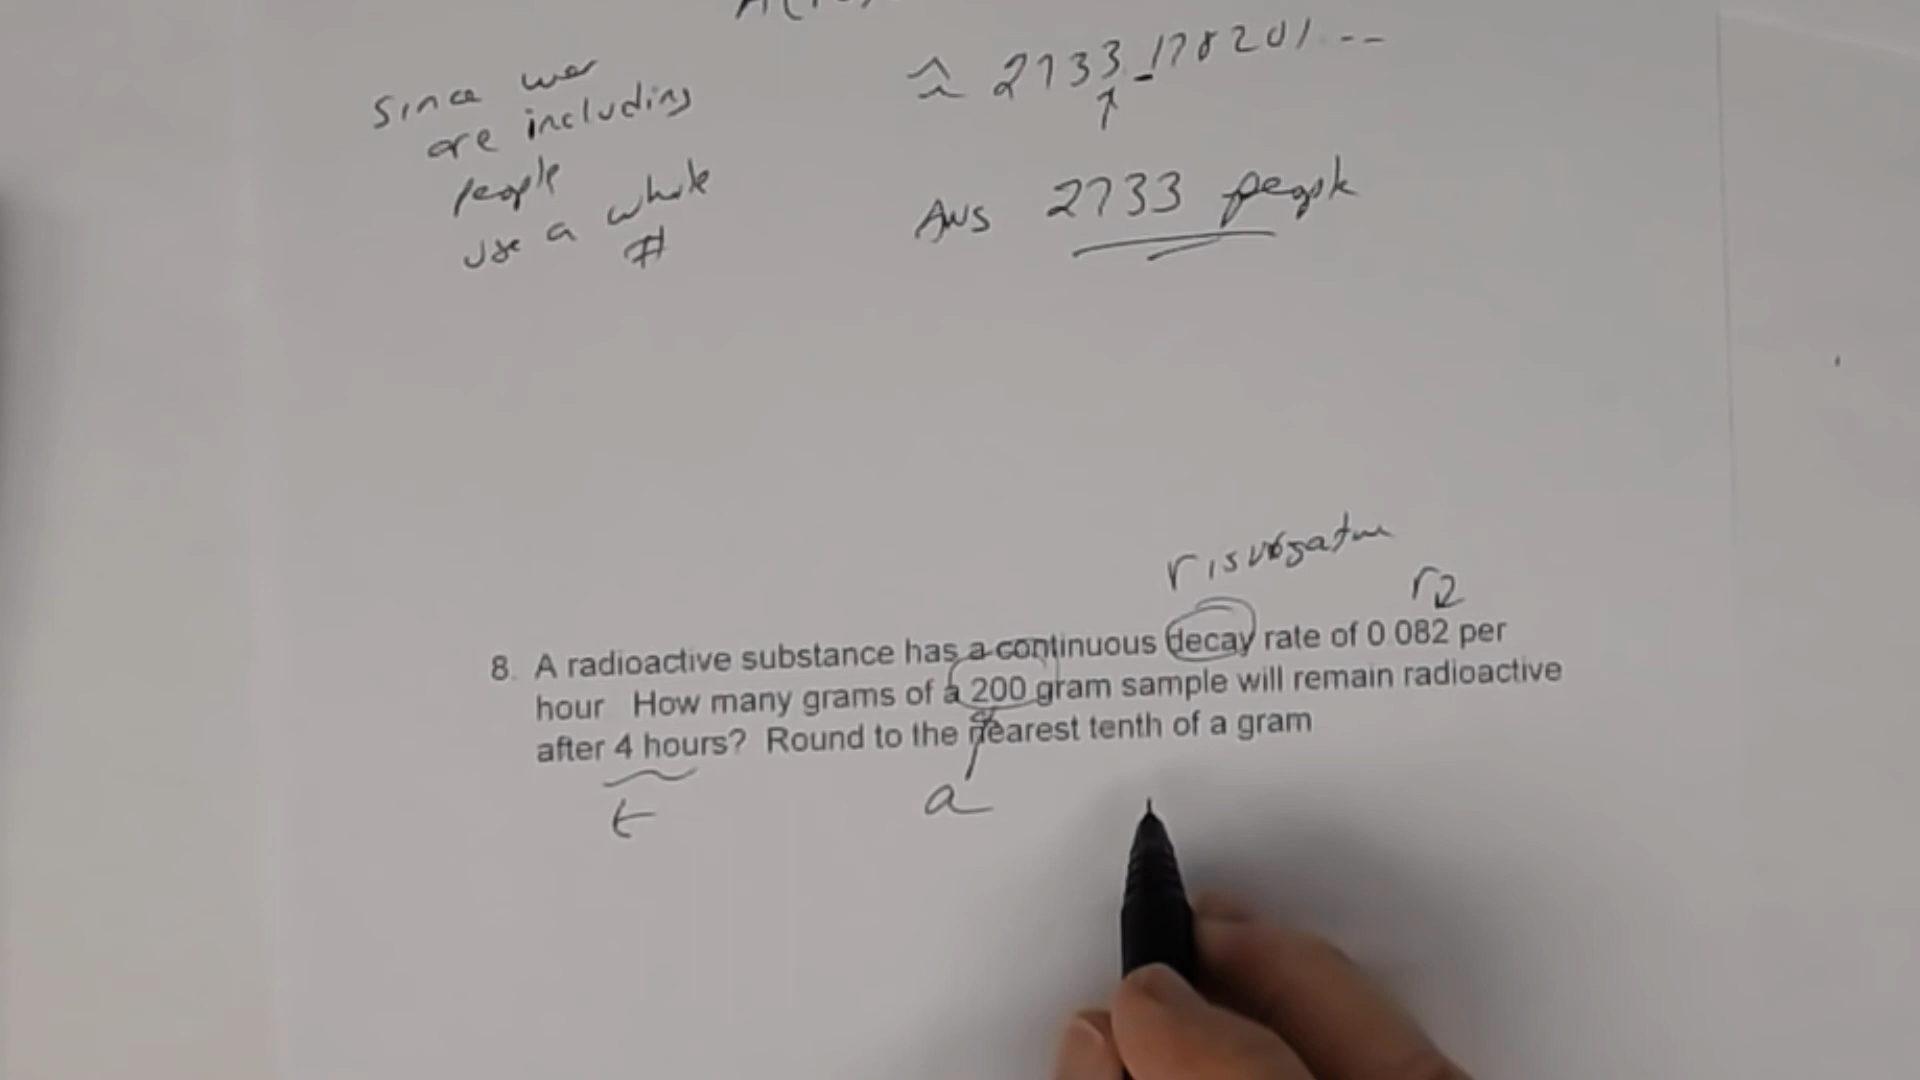 ≈ 2733.178201...
Since we
are including
people
use a whole
#
Ans 2733 people
r is negative
r
8. A radioactive substance has a continuous decay rate of 0.082 per
hour How many grams of a 200 gram sample will remain radioactive
after 4 hours? Round to the nearest tenth of a gram
t
a